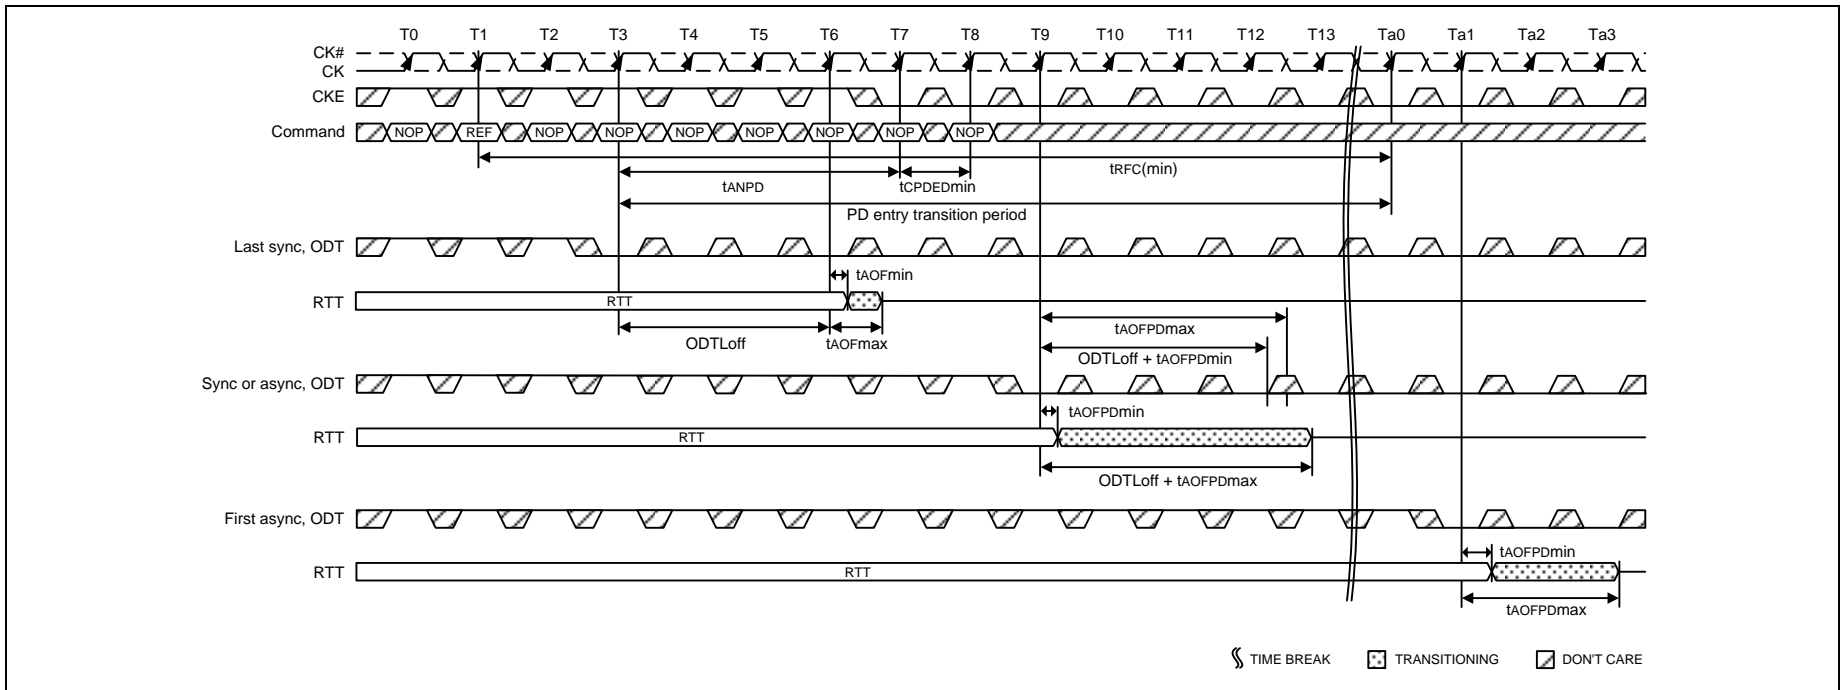 T0 T1 T2 T3 T4 T5 T6 T7 T8 T9 T10 T11 T12 T13 Ta0 Ta1 Ta2 Ta3
CK#
CK
CKE
Command NOP REF NOP NOP NOP NOP NOP NOP NOP
tRFC(min)
tANPD tCPDEDmin
PD entry transition period
Last sync, ODT
tAOFmin
RTT RTT
tAOFPDmax
ODTLoff tAOFmax
ODTLoff + tAOFPDmin
Sync or async, ODT
tAOFPDmin
RTT RTT
ODTLoff + tAOFPDmax
First async, ODT
tAOFPDmin
RTT RTT
tAOFPDmax
TIME BREAK TRANSITIONING DON'T CARE